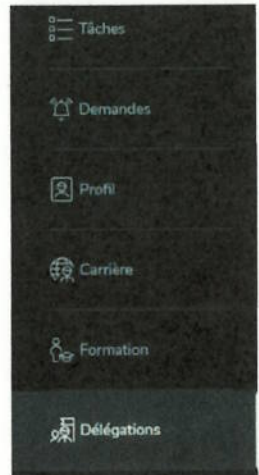 Tâches
Demandes
Profil
Carrière
Formation
Délégations